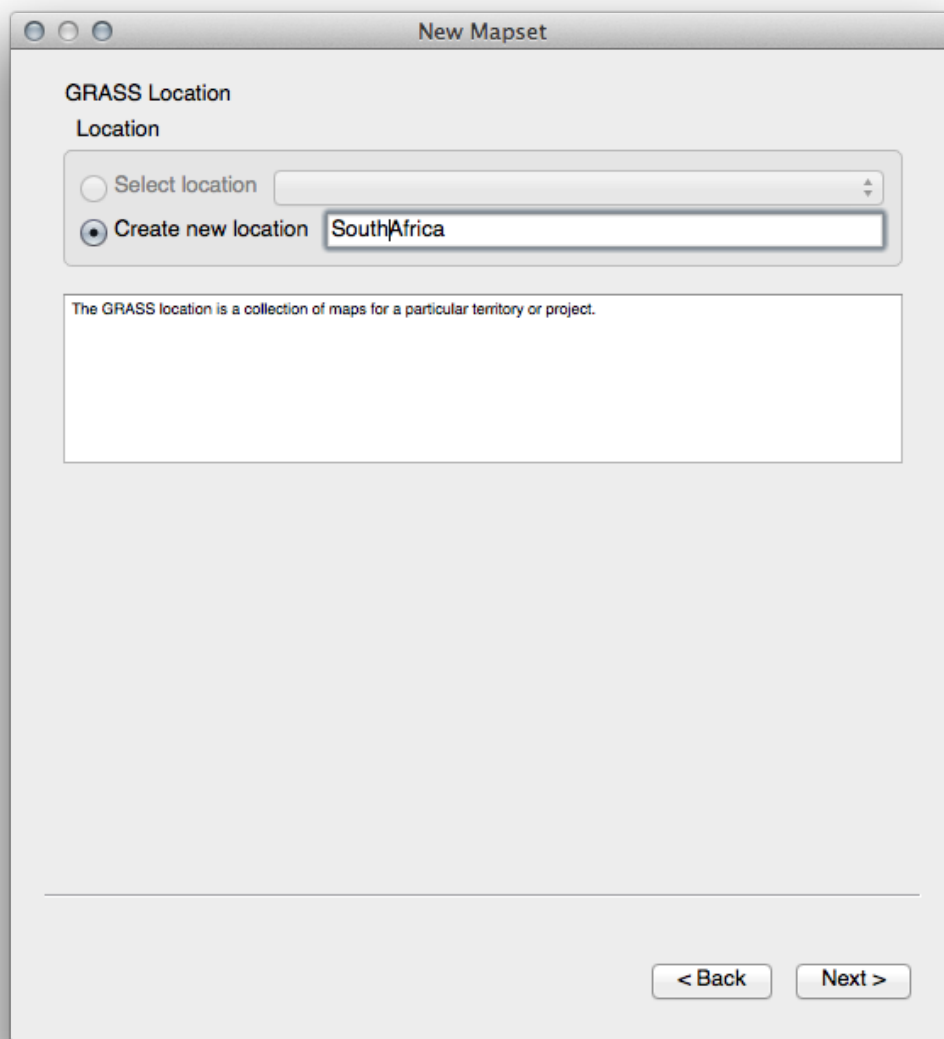 New Mapset
GRASS Location
Location
Select location
Create new location SouthAfrica
The GRASS location is a collection of maps for a particular territory or project.
< Back Next >